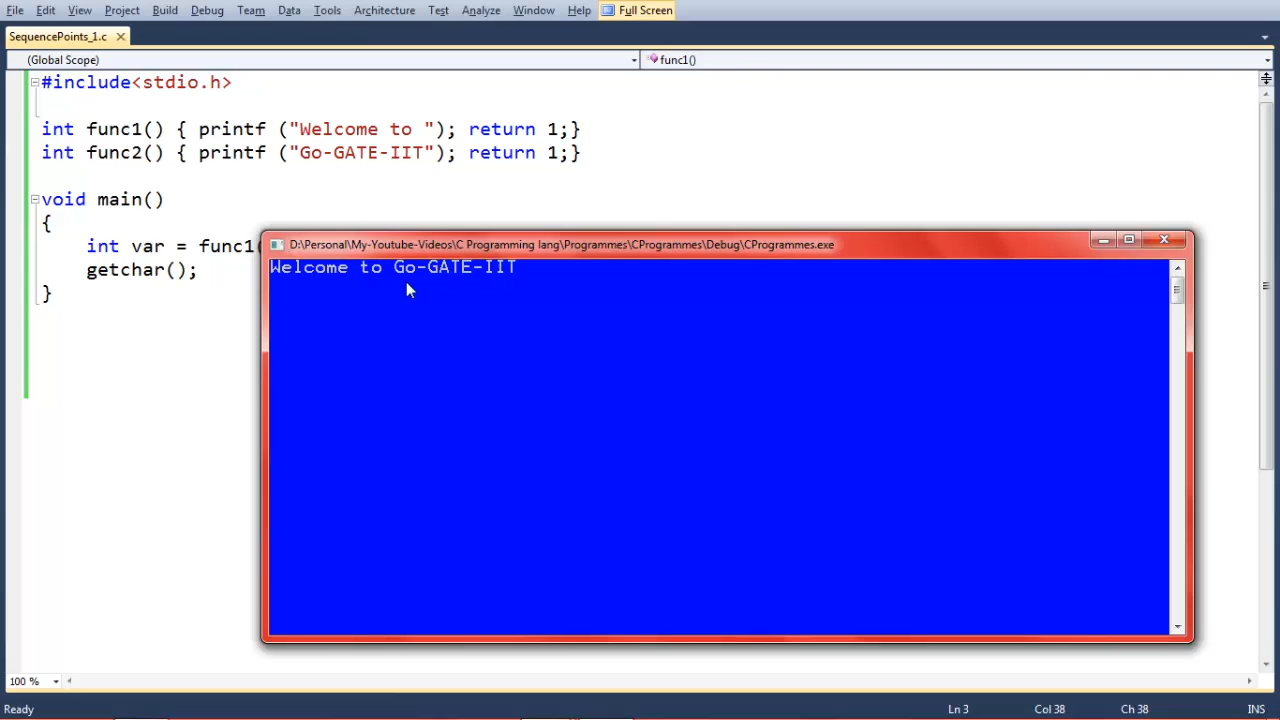 File Edit View Project Build Debug Team Data Tools Architecture Test Analyze Window Help Full Screen
SequencePoints_1.c
(Global Scope) func1()
#include<stdio.h>
int func1() { printf ("Welcome to "); return 1;}
int func2() { printf ("Go-GATE-IIT"); return 1;}
void main()
{
int var = func1(
getchar();
}
D:\Personal\My-Youtube-Videos\C Programming lang\Programmes\CProgrammes\Debug\CProgrammes.exe
Welcome to Go-GATE-IIT
100 %
Ready Ln 3 Col 38 Ch 38 INS